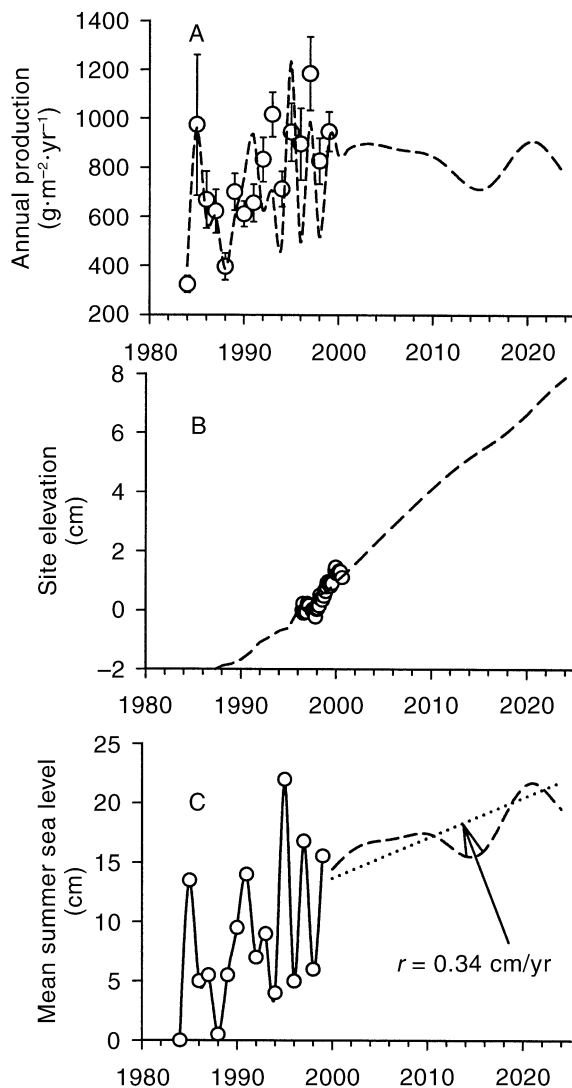 1400
A
1200
1000
800
600
400
200
Annual production
(g·m⁻²·yr⁻¹)
1980 1990 2000 2010 2020
8
B
6
4
2
0
−2
Site elevation
(cm)
1980 1990 2000 2010 2020
25
C
20
15
10
5
0
Mean summer sea level
(cm)
r = 0.34 cm/yr
1980 1990 2000 2010 2020